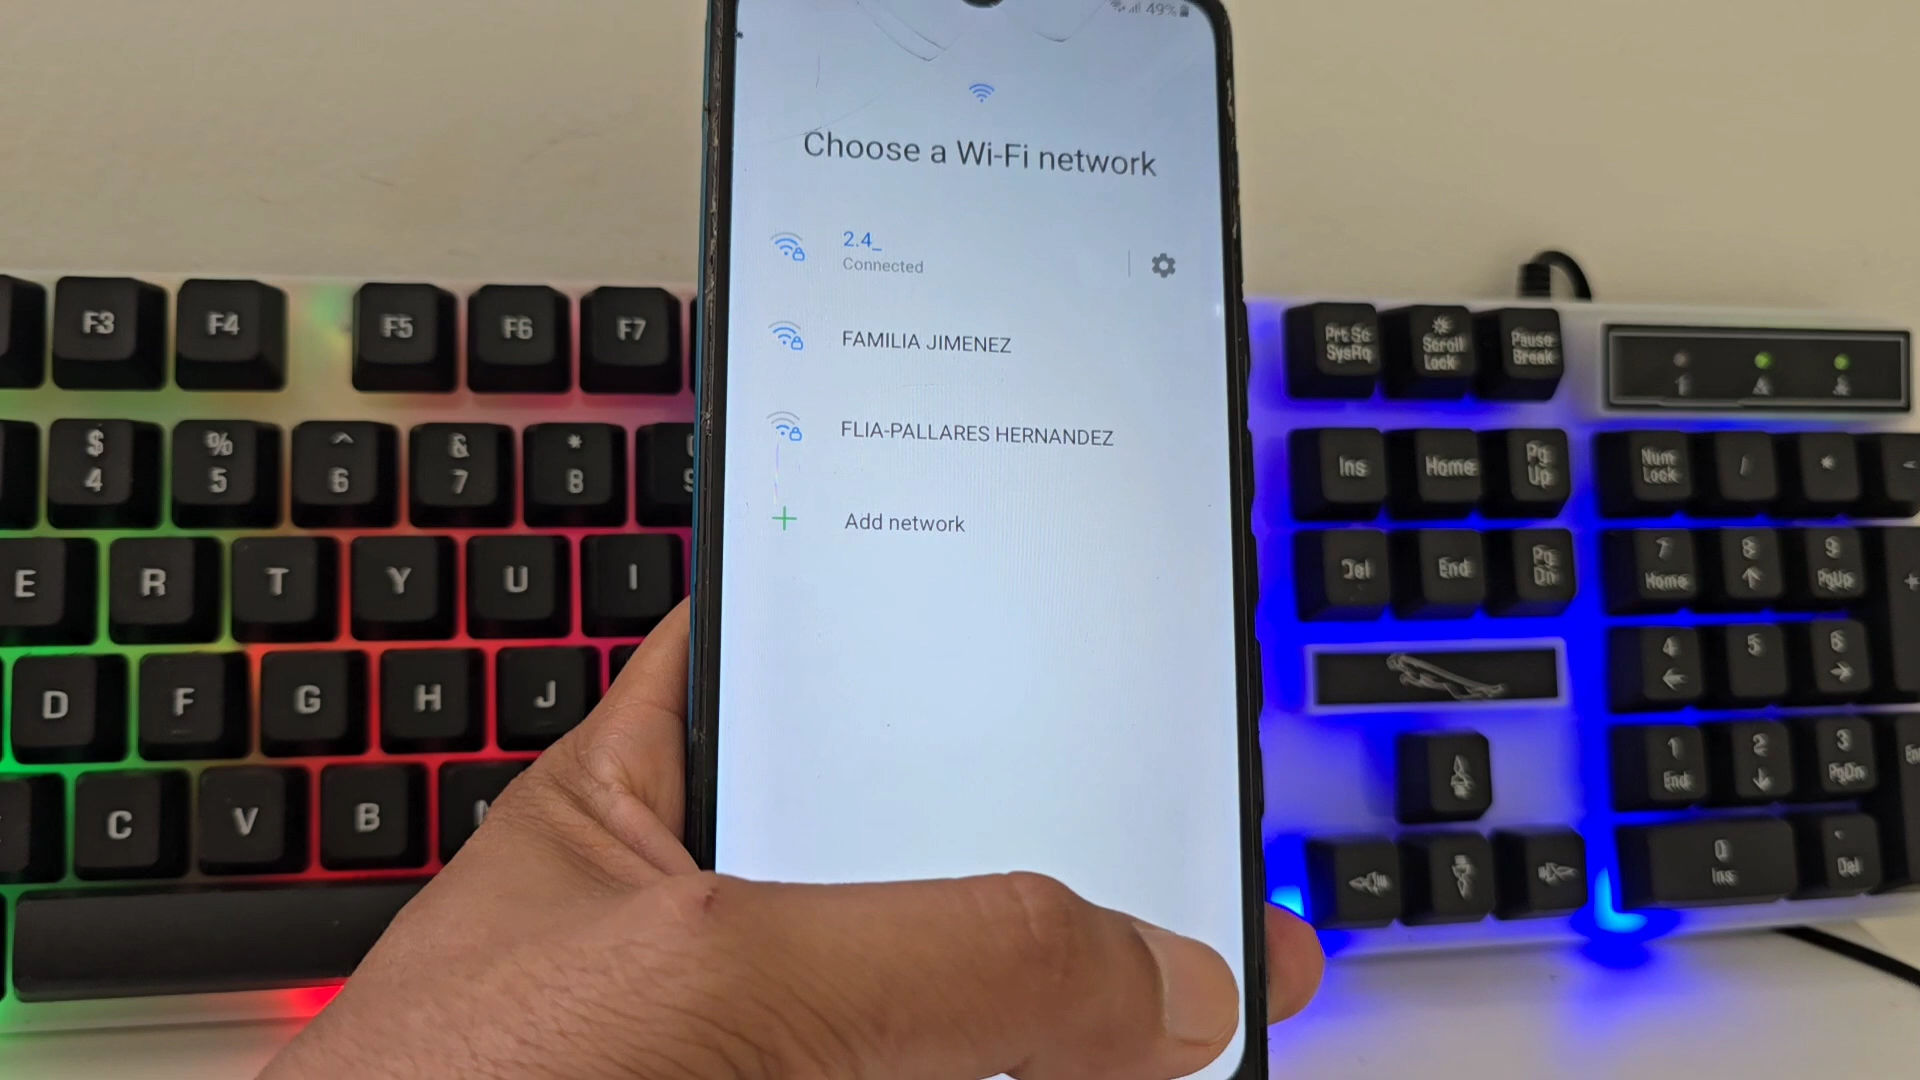 49%
Choose a Wi-Fi network
2.4_
Connected
FAMILIA JIMENEZ
FLIA-PALLARES HERNANDEZ
Add network
F3 F4 F5 F6 F7
$ % ^ & *
4 5 6 7 8
E R T Y U I
D F G H J
C V B
Prt Sc
SysRq
Scroll
Lock
Pause
Break
Ins Home Pg
Up
Del End Pg
Dn
Num
Lock
/ * -
7 8 9
Home ↑ PgUp
+
4 5 6
← →
1 2 3
End ↓ PgDn
0 .
Ins Del